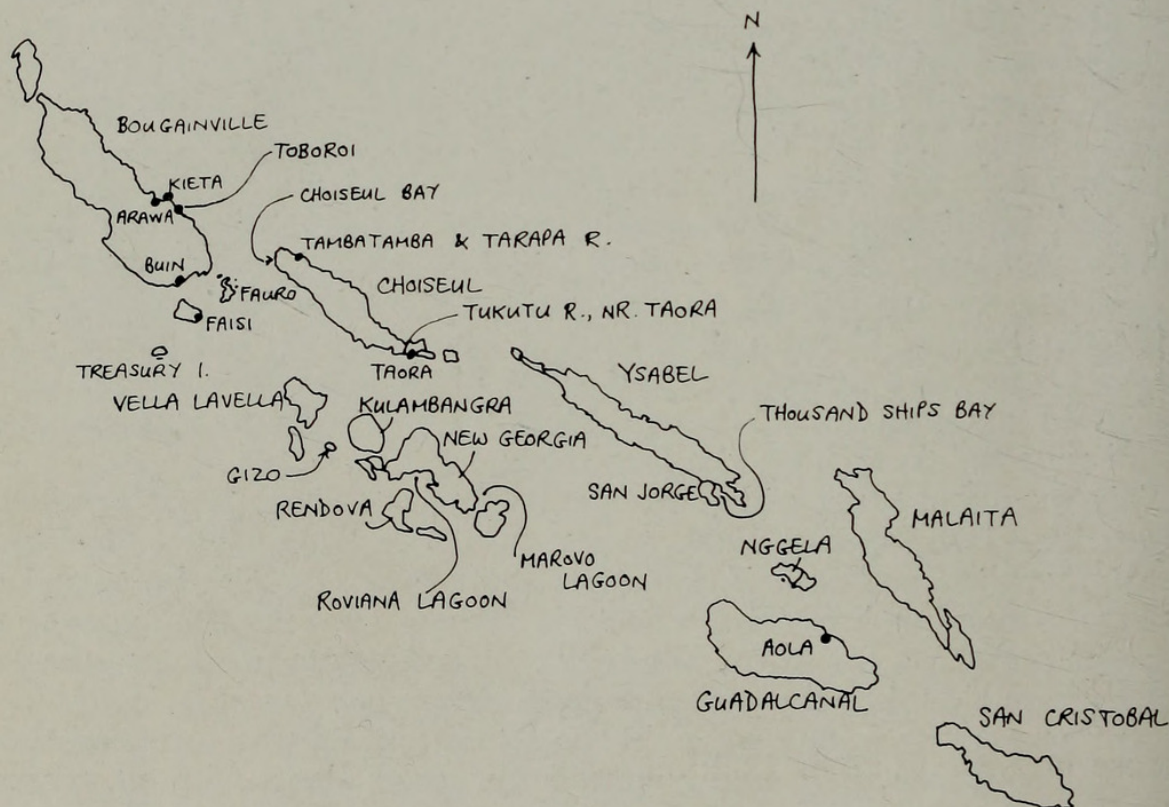 N
BOUGAINVILLE
TOBOROI
KIETA
CHOISEUL BAY
ARAWA
TAMBATAMBA & TARAPA R.
BUIN
CHOISEUL
FAURO
TUKUTU R., NR. TAORA
FAISI
TREASURY I.
TAORA
YSABEL
VELLA LAVELLA
KULAMBANGRA
THOUSAND SHIPS BAY
NEW GEORGIA
GIZO
SAN JORGE
RENDOVA
MALAITA
NGGELA
MAROVO
LAGOON
ROVIANA LAGOON
AOLA
GUADALCANAL
SAN CRISTOBAL